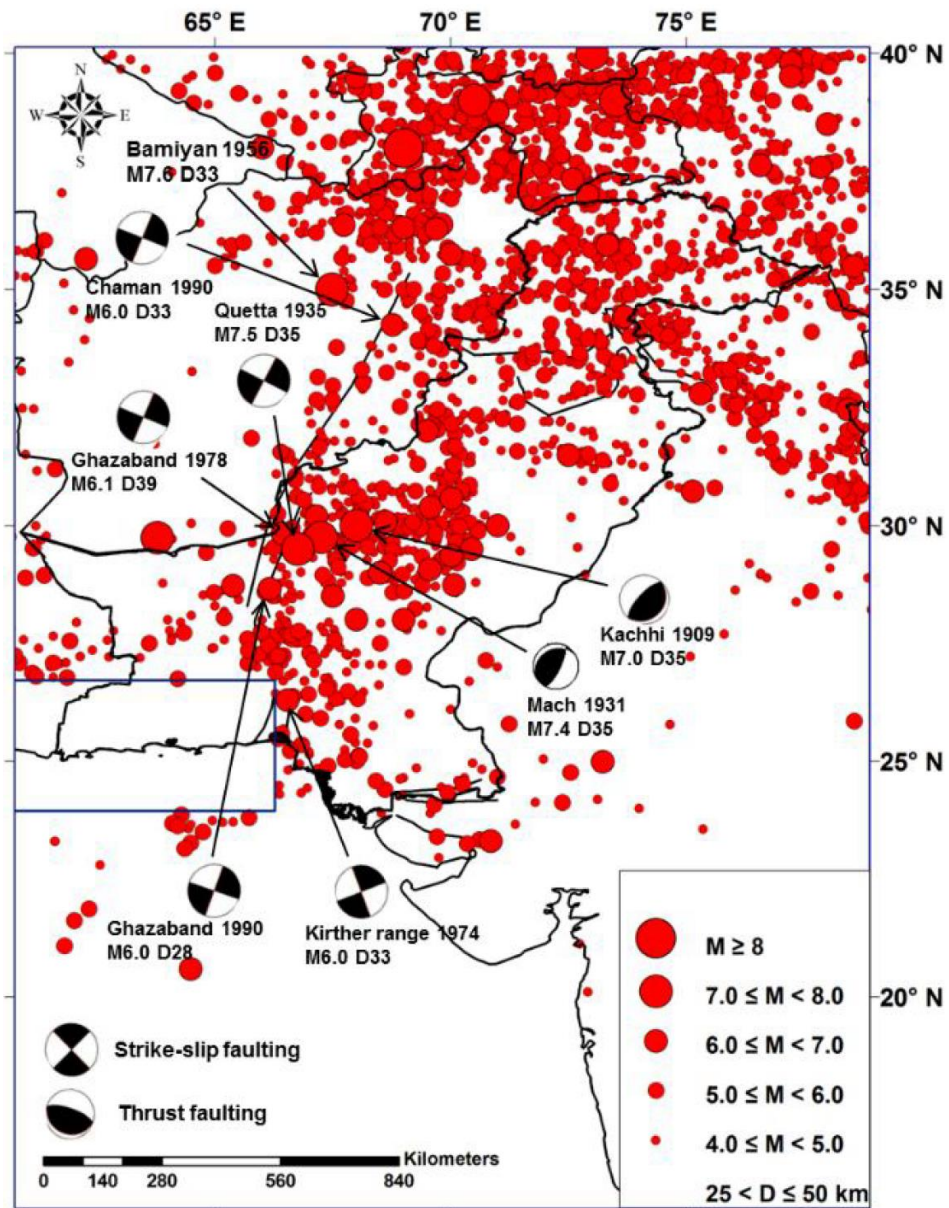 65° E 70° E 75° E
40° N
N
W E
S
Bamiyan 1956
M7.6 D33
Chaman 1990
M6.0 D33
35° N
Quetta 1935
M7.5 D35
Ghazaband 1978
M6.1 D39
30° N
Kachhi 1909
M7.0 D35
Mach 1931
M7.4 D35
25° N
Ghazaband 1990
M6.0 D28
Kirther range 1974
M6.0 D33
20° N
M ≥ 8
7.0 ≤ M < 8.0
6.0 ≤ M < 7.0
5.0 ≤ M < 6.0
4.0 ≤ M < 5.0
25 < D ≤ 50 km
Strike-slip faulting
Thrust faulting
Kilometers
0 140 280 560 840